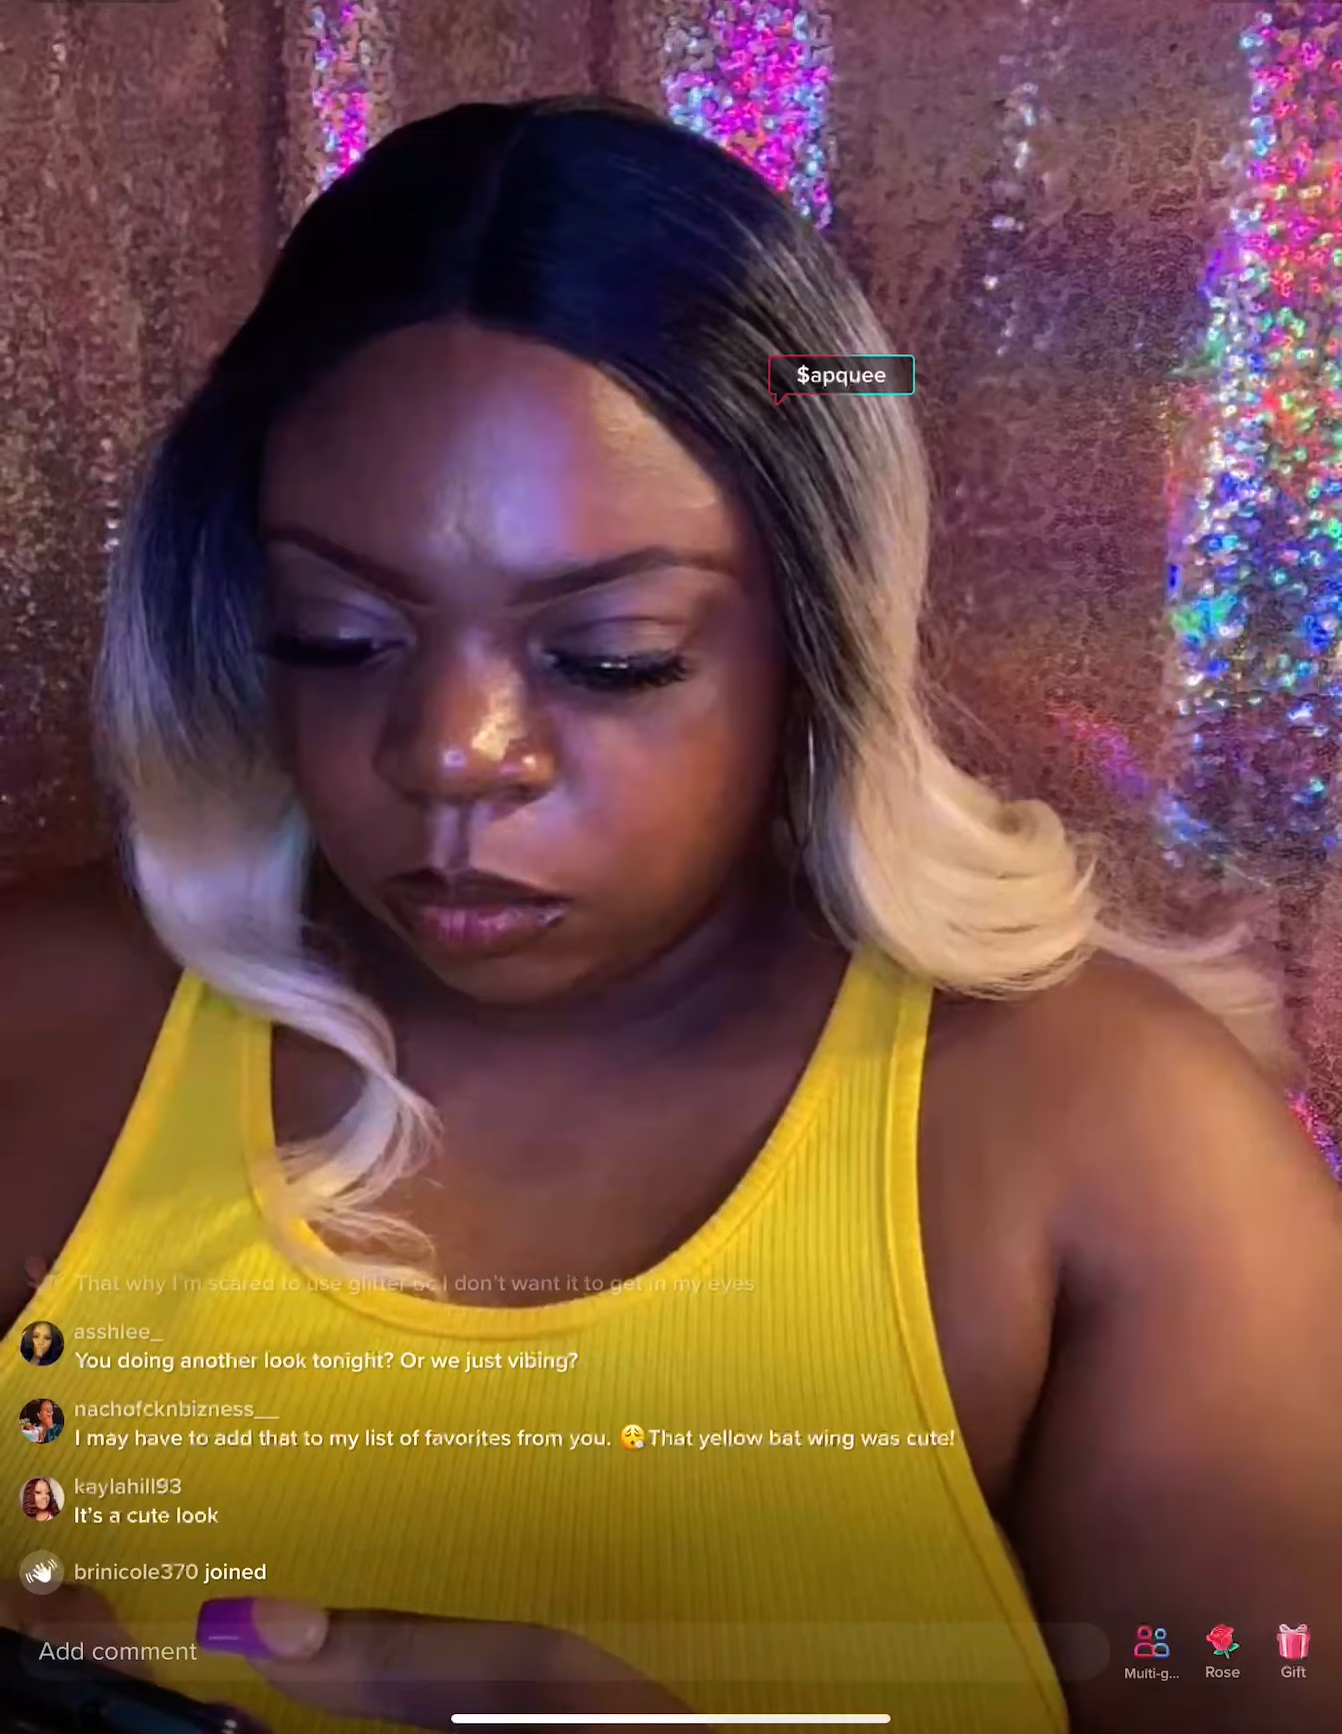 $apquee
That why I'm scared to use glitter bc I don't want it to get in my eyes
asshlee_
You doing another look tonight? Or we just vibing?
nachofcknbizness__
I may have to add that to my list of favorites from you. 😮‍💨That yellow bat wing was cute!
kaylahill93
It's a cute look
brinicole370 joined
Add comment
Multi-g...
Rose
Gift